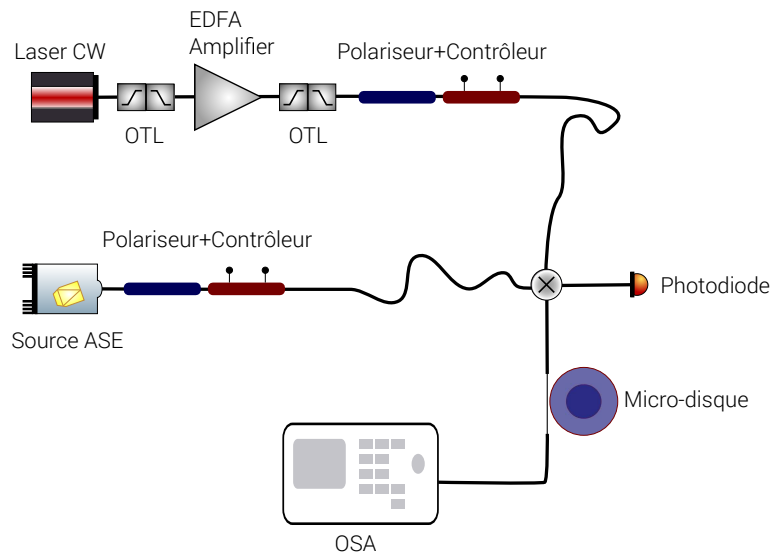 EDFA
Amplifier
Laser CW
Polariseur+Contrôleur
OTL
OTL
Polariseur+Contrôleur
Photodiode
Source ASE
Micro-disque
OSA